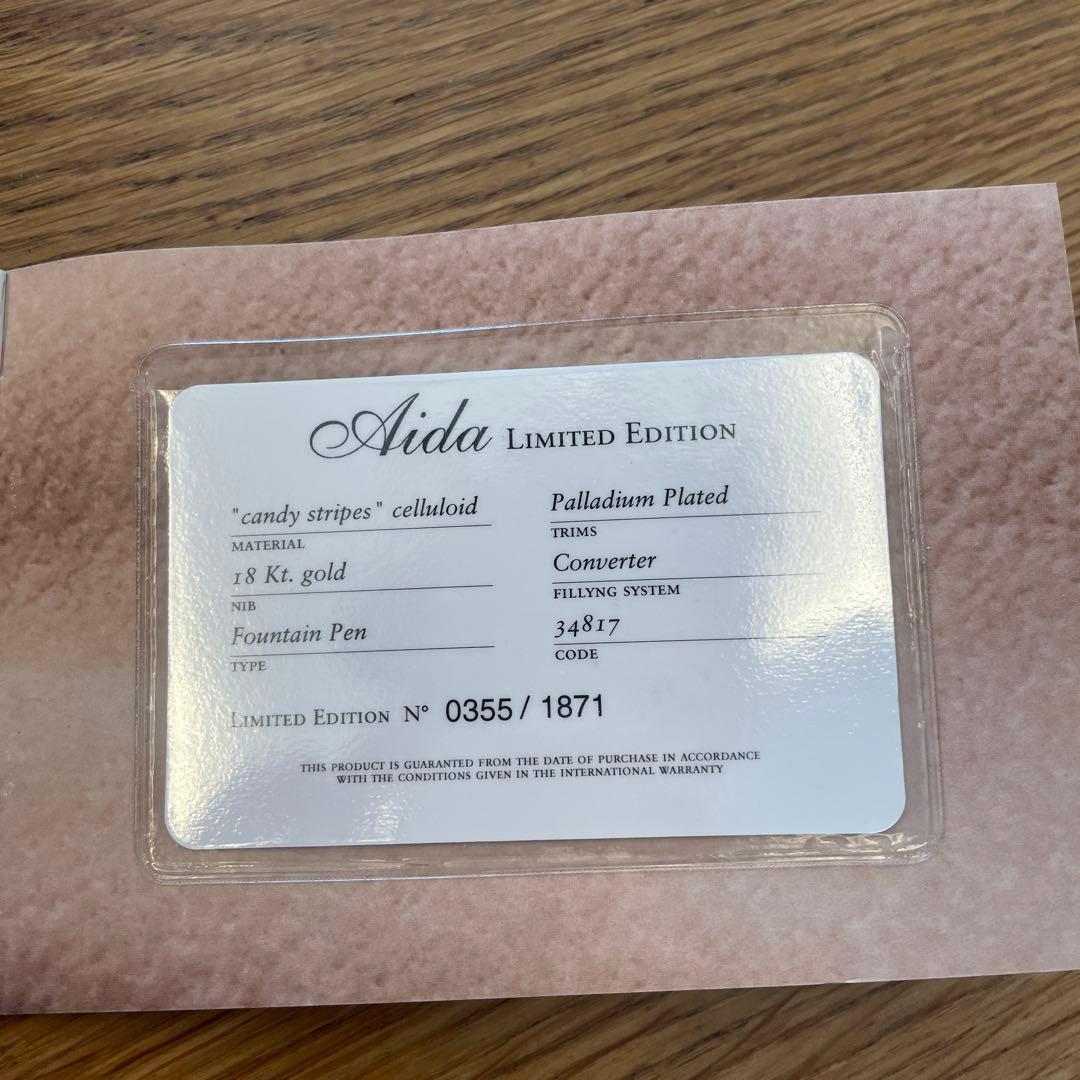 Aida LIMITED EDITION
"candy stripes" celluloid
MATERIAL
18 Kt. gold
NIB
Fountain Pen
TYPE
Palladium Plated
TRIMS
Converter
FILLYNG SYSTEM
34817
CODE
LIMITED EDITION N° 0355 / 1871
THIS PRODUCT IS GUARANTED FROM THE DATE OF PURCHASE IN ACCORDANCE
WITH THE CONDITIONS GIVEN IN THE INTERNATIONAL WARRANTY